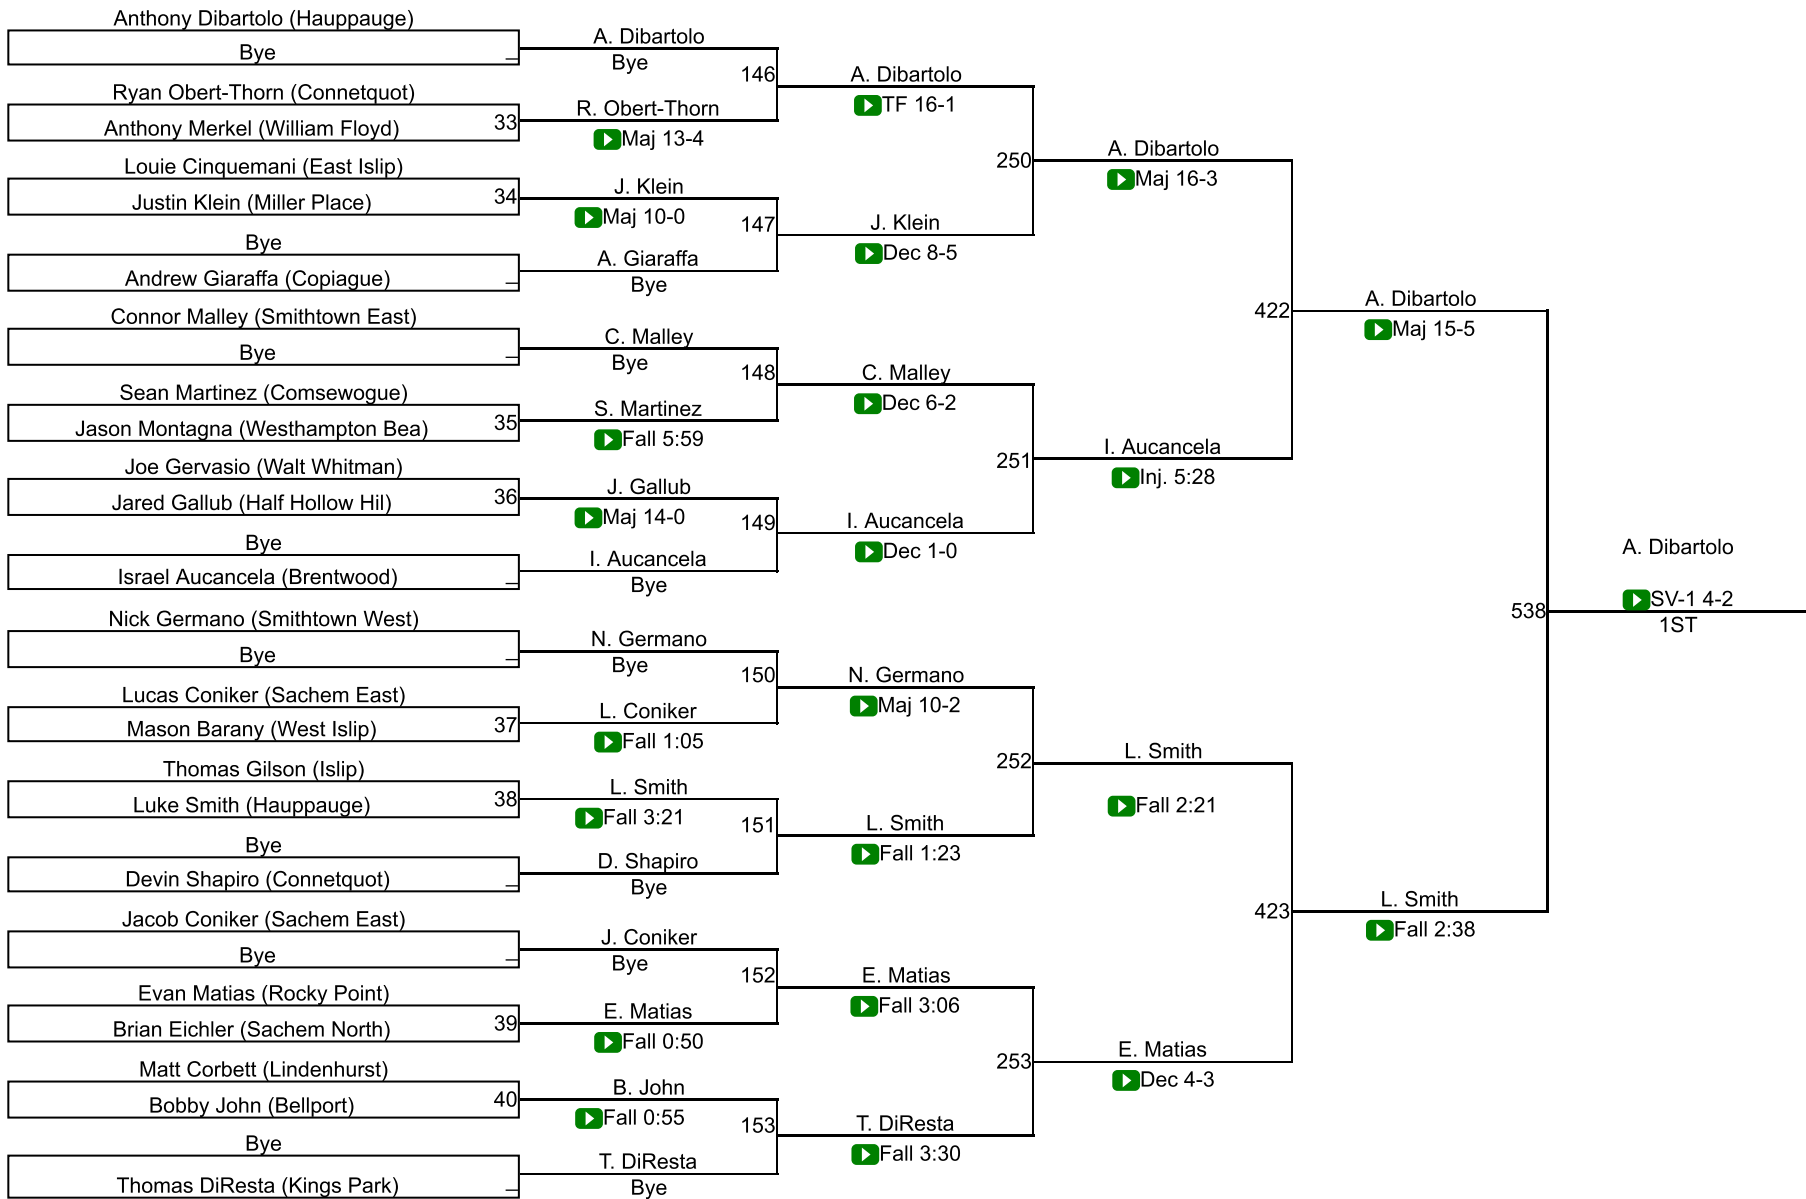 Anthony Dibartolo (Hauppauge)
Bye
Ryan Obert-Thorn (Connetquot)
Anthony Merkel (William Floyd) 33
Louie Cinquemani (East Islip)
Justin Klein (Miller Place) 34
Bye
Andrew Giaraffa (Copiague)
Connor Malley (Smithtown East)
Bye
Sean Martinez (Comsewogue)
Jason Montagna (Westhampton Bea) 35
Joe Gervasio (Walt Whitman)
Jared Gallub (Half Hollow Hil) 36
Bye
Israel Aucancela (Brentwood)
Nick Germano (Smithtown West)
Bye
Lucas Coniker (Sachem East)
Mason Barany (West Islip) 37
Thomas Gilson (Islip)
Luke Smith (Hauppauge) 38
Bye
Devin Shapiro (Connetquot)
Jacob Coniker (Sachem East)
Bye
Evan Matias (Rocky Point)
Brian Eichler (Sachem North) 39
Matt Corbett (Lindenhurst)
Bobby John (Bellport) 40
Bye
Thomas DiResta (Kings Park)
A. Dibartolo
Bye
146
R. Obert-Thorn
Maj 13-4
J. Klein
Maj 10-0
147
A. Giaraffa
Bye
C. Malley
Bye
148
S. Martinez
Fall 5:59
J. Gallub
Maj 14-0
149
I. Aucancela
Bye
N. Germano
Bye
150
L. Coniker
Fall 1:05
L. Smith
Fall 3:21
151
D. Shapiro
Bye
J. Coniker
Bye
152
E. Matias
Fall 0:50
B. John
Fall 0:55
153
T. DiResta
Bye
A. Dibartolo
TF 16-1
250
J. Klein
Dec 8-5
C. Malley
Dec 6-2
251
I. Aucancela
Dec 1-0
N. Germano
Maj 10-2
252
L. Smith
Fall 1:23
E. Matias
Fall 3:06
253
T. DiResta
Fall 3:30
A. Dibartolo
Maj 16-3
422
I. Aucancela
Inj. 5:28
L. Smith
Fall 2:21
423
E. Matias
Dec 4-3
A. Dibartolo
Maj 15-5
538
L. Smith
Fall 2:38
A. Dibartolo
SV-1 4-2
1ST